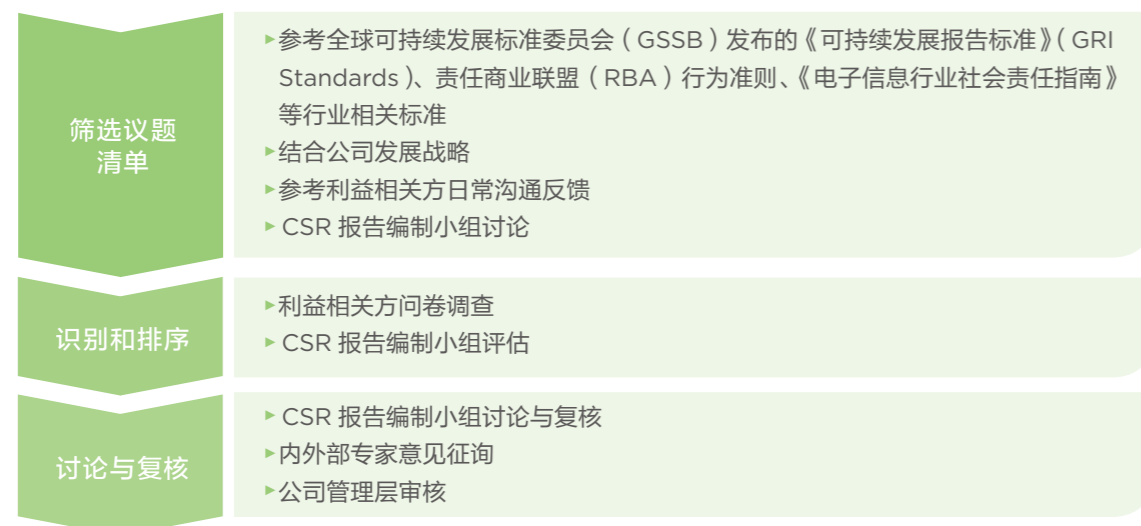 筛选议题
清单
▸参考全球可持续发展标准委员会（GSSB）发布的《可持续发展报告标准》（GRI
Standards）、责任商业联盟（RBA）行为准则、《电子信息行业社会责任指南》
等行业相关标准
▸结合公司发展战略
▸参考利益相关方日常沟通反馈
▸CSR 报告编制小组讨论
识别和排序
▸利益相关方问卷调查
▸CSR 报告编制小组评估
讨论与复核
▸CSR 报告编制小组讨论与复核
▸内外部专家意见征询
▸公司管理层审核